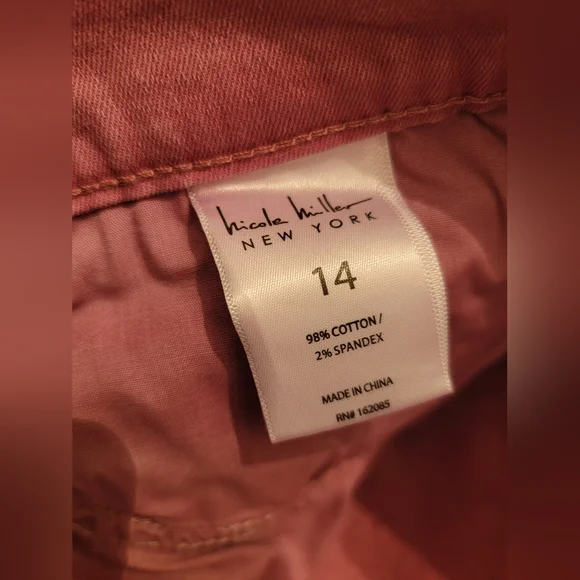 Nicole Miller
NEW YORK
14
98% COTTON /
2% SPANDEX
MADE IN CHINA
RN# 162085